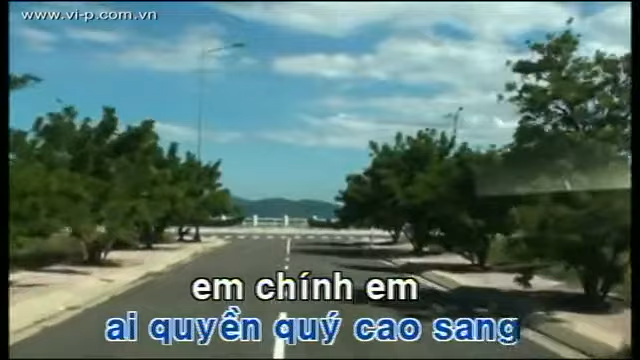 www.vi-p.com.vn
em chính em
ai quyền quý cao sang